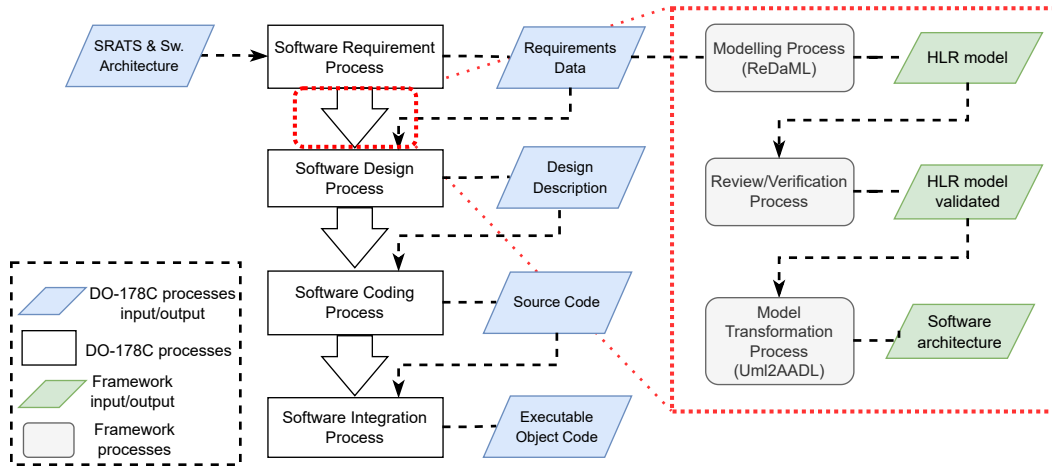 SRATS & Sw.
Architecture
Software Requirement
Process
Requirements
Data
Modelling Process
(ReDaML)
HLR model
Software Design
Process
Design
Description
Review/Verification
Process
HLR model
validated
Software Coding
Process
Source Code
Model
Transformation
Process
(Uml2AADL)
Software
architecture
Software Integration
Process
Executable
Object Code
DO-178C processes
input/output
DO-178C processes
Framework
input/output
Framework
processes